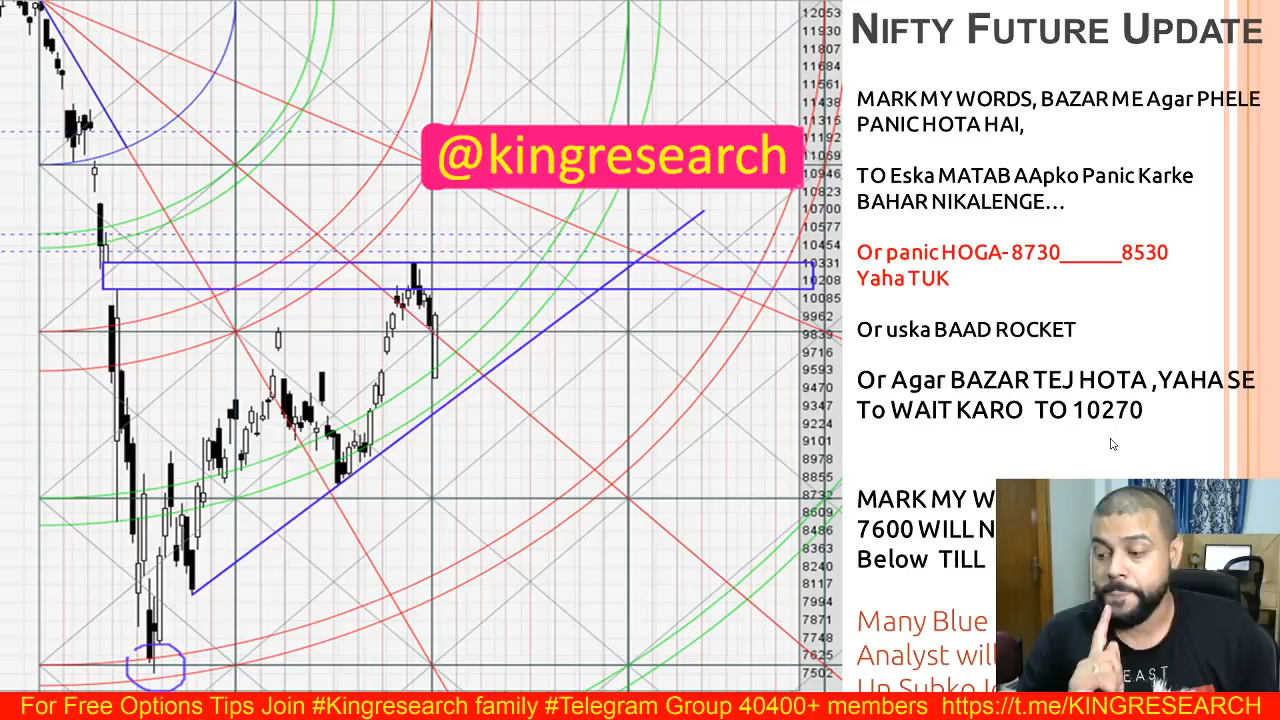 NIFTY FUTURE UPDATE
MARK MY WORDS, BAZAR ME Agar PHELE
PANIC HOTA HAI,
TO Eska MATAB AApko Panic Karke
BAHAR NIKALENGE...
Or panic HOGA- 8730______8530
Yaha TUK
Or uska BAAD ROCKET
Or Agar BAZAR TEJ HOTA ,YAHA SE
To WAIT KARO TO 10270
MARK MY W
7600 WILL N
Below TILL
Many Blue
Analyst will
Up Subko
@kingresearch
12053
11930
11807
11684
11561
11438
11315
11192
11069
10946
10823
10700
10577
10454
10331
10208
10085
9962
9839
9716
9593
9470
9347
9224
9101
8978
8855
8732
8609
8486
8363
8240
8117
7994
7871
7748
7625
7502
EAST
For Free Options Tips Join #Kingresearch family #Telegram Group 40400+ members https://t.me/KINGRESEARCH